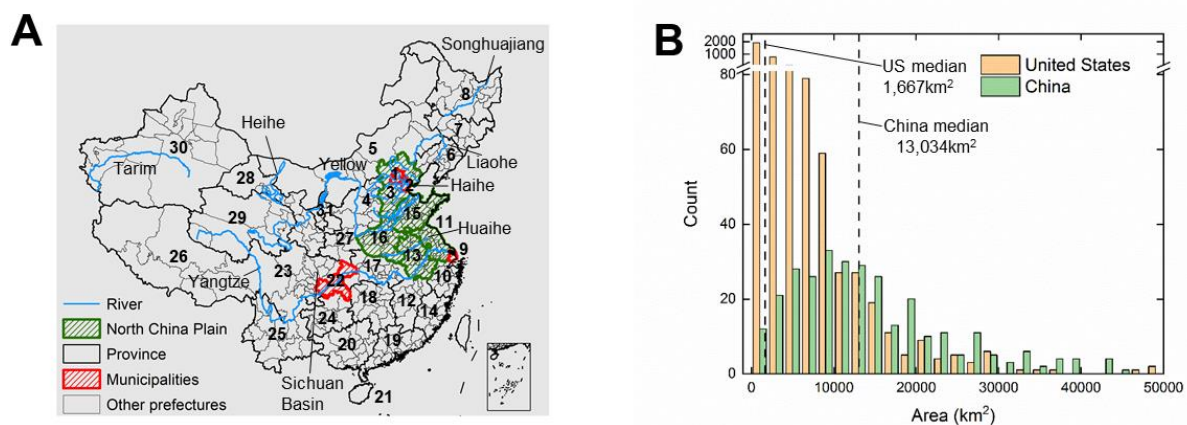 A
Songhuajiang
8
7
Heihe
5
6
Liaohe
30
Tarim
28
Yellow
1
2
3
Haihe
4
31
15
11
29
Huaihe
27
16
26
13
9
23
17
10
22
Yangtze
18
12
14
24
25
20
19
21
River
North China Plain
Province
Municipalities
Other prefectures
Sichuan
Basin
B
2000
1000
80
60
40
20
0
Count
US median
1,667km²
China median
13,034km²
United States
China
0
10000
20000
30000
40000
50000
Area (km²)